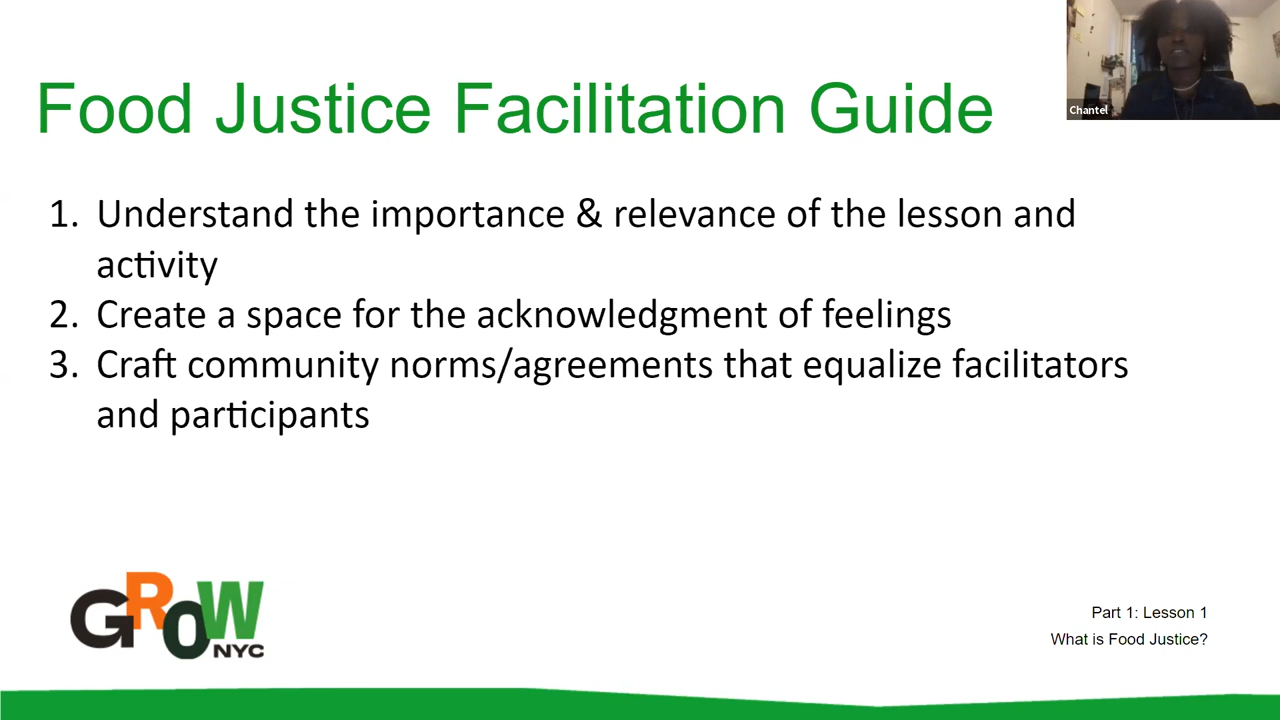 Food Justice Facilitation Guide
Chantel
1. Understand the importance & relevance of the lesson and
activity
2. Create a space for the acknowledgment of feelings
3. Craft community norms/agreements that equalize facilitators
and participants
GROW
NYC
Part 1: Lesson 1
What is Food Justice?